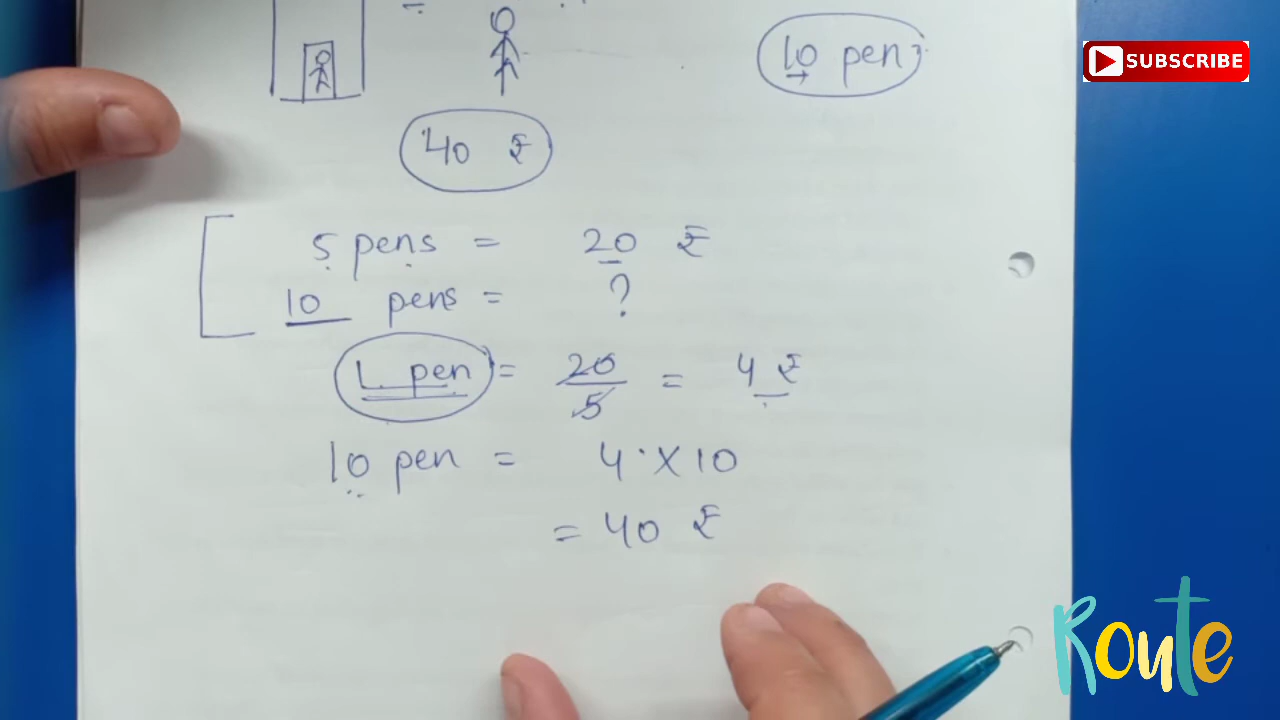 10 pens
SUBSCRIBE
40 ₹
5 pens = 20 ₹
10 pens = ?
1 pen = 20/5 = 4 ₹
10 pen = 4 × 10
= 40 ₹
Route